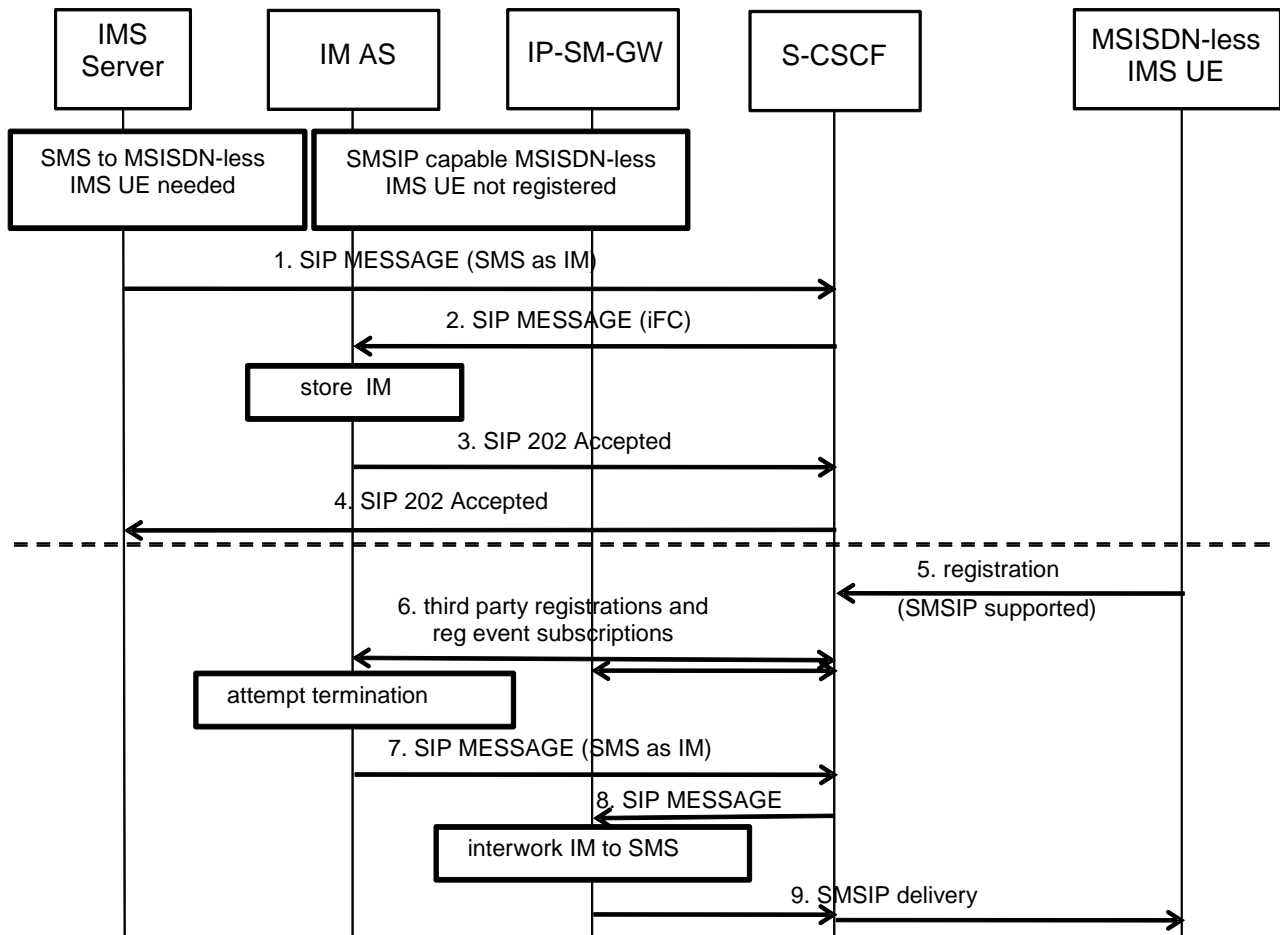 IMS
Server
IM AS
IP-SM-GW
S-CSCF
MSISDN-less
IMS UE
SMS to MSISDN-less
IMS UE needed
SMSIP capable MSISDN-less
IMS UE not registered
1. SIP MESSAGE (SMS as IM)
2. SIP MESSAGE (iFC)
store IM
3. SIP 202 Accepted
4. SIP 202 Accepted
5. registration
(SMSIP supported)
6. third party registrations and
reg event subscriptions
attempt termination
7. SIP MESSAGE (SMS as IM)
8. SIP MESSAGE
interwork IM to SMS
9. SMSIP delivery